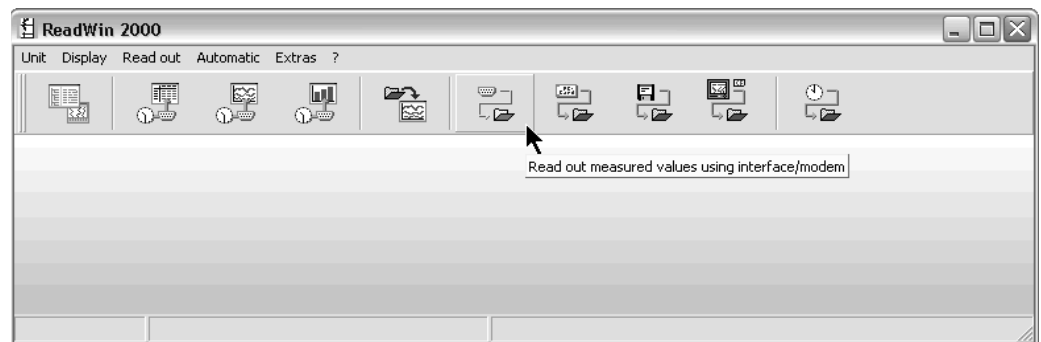 ReadWin 2000
Unit Display Read out Automatic Extras ?
Read out measured values using interface/modem